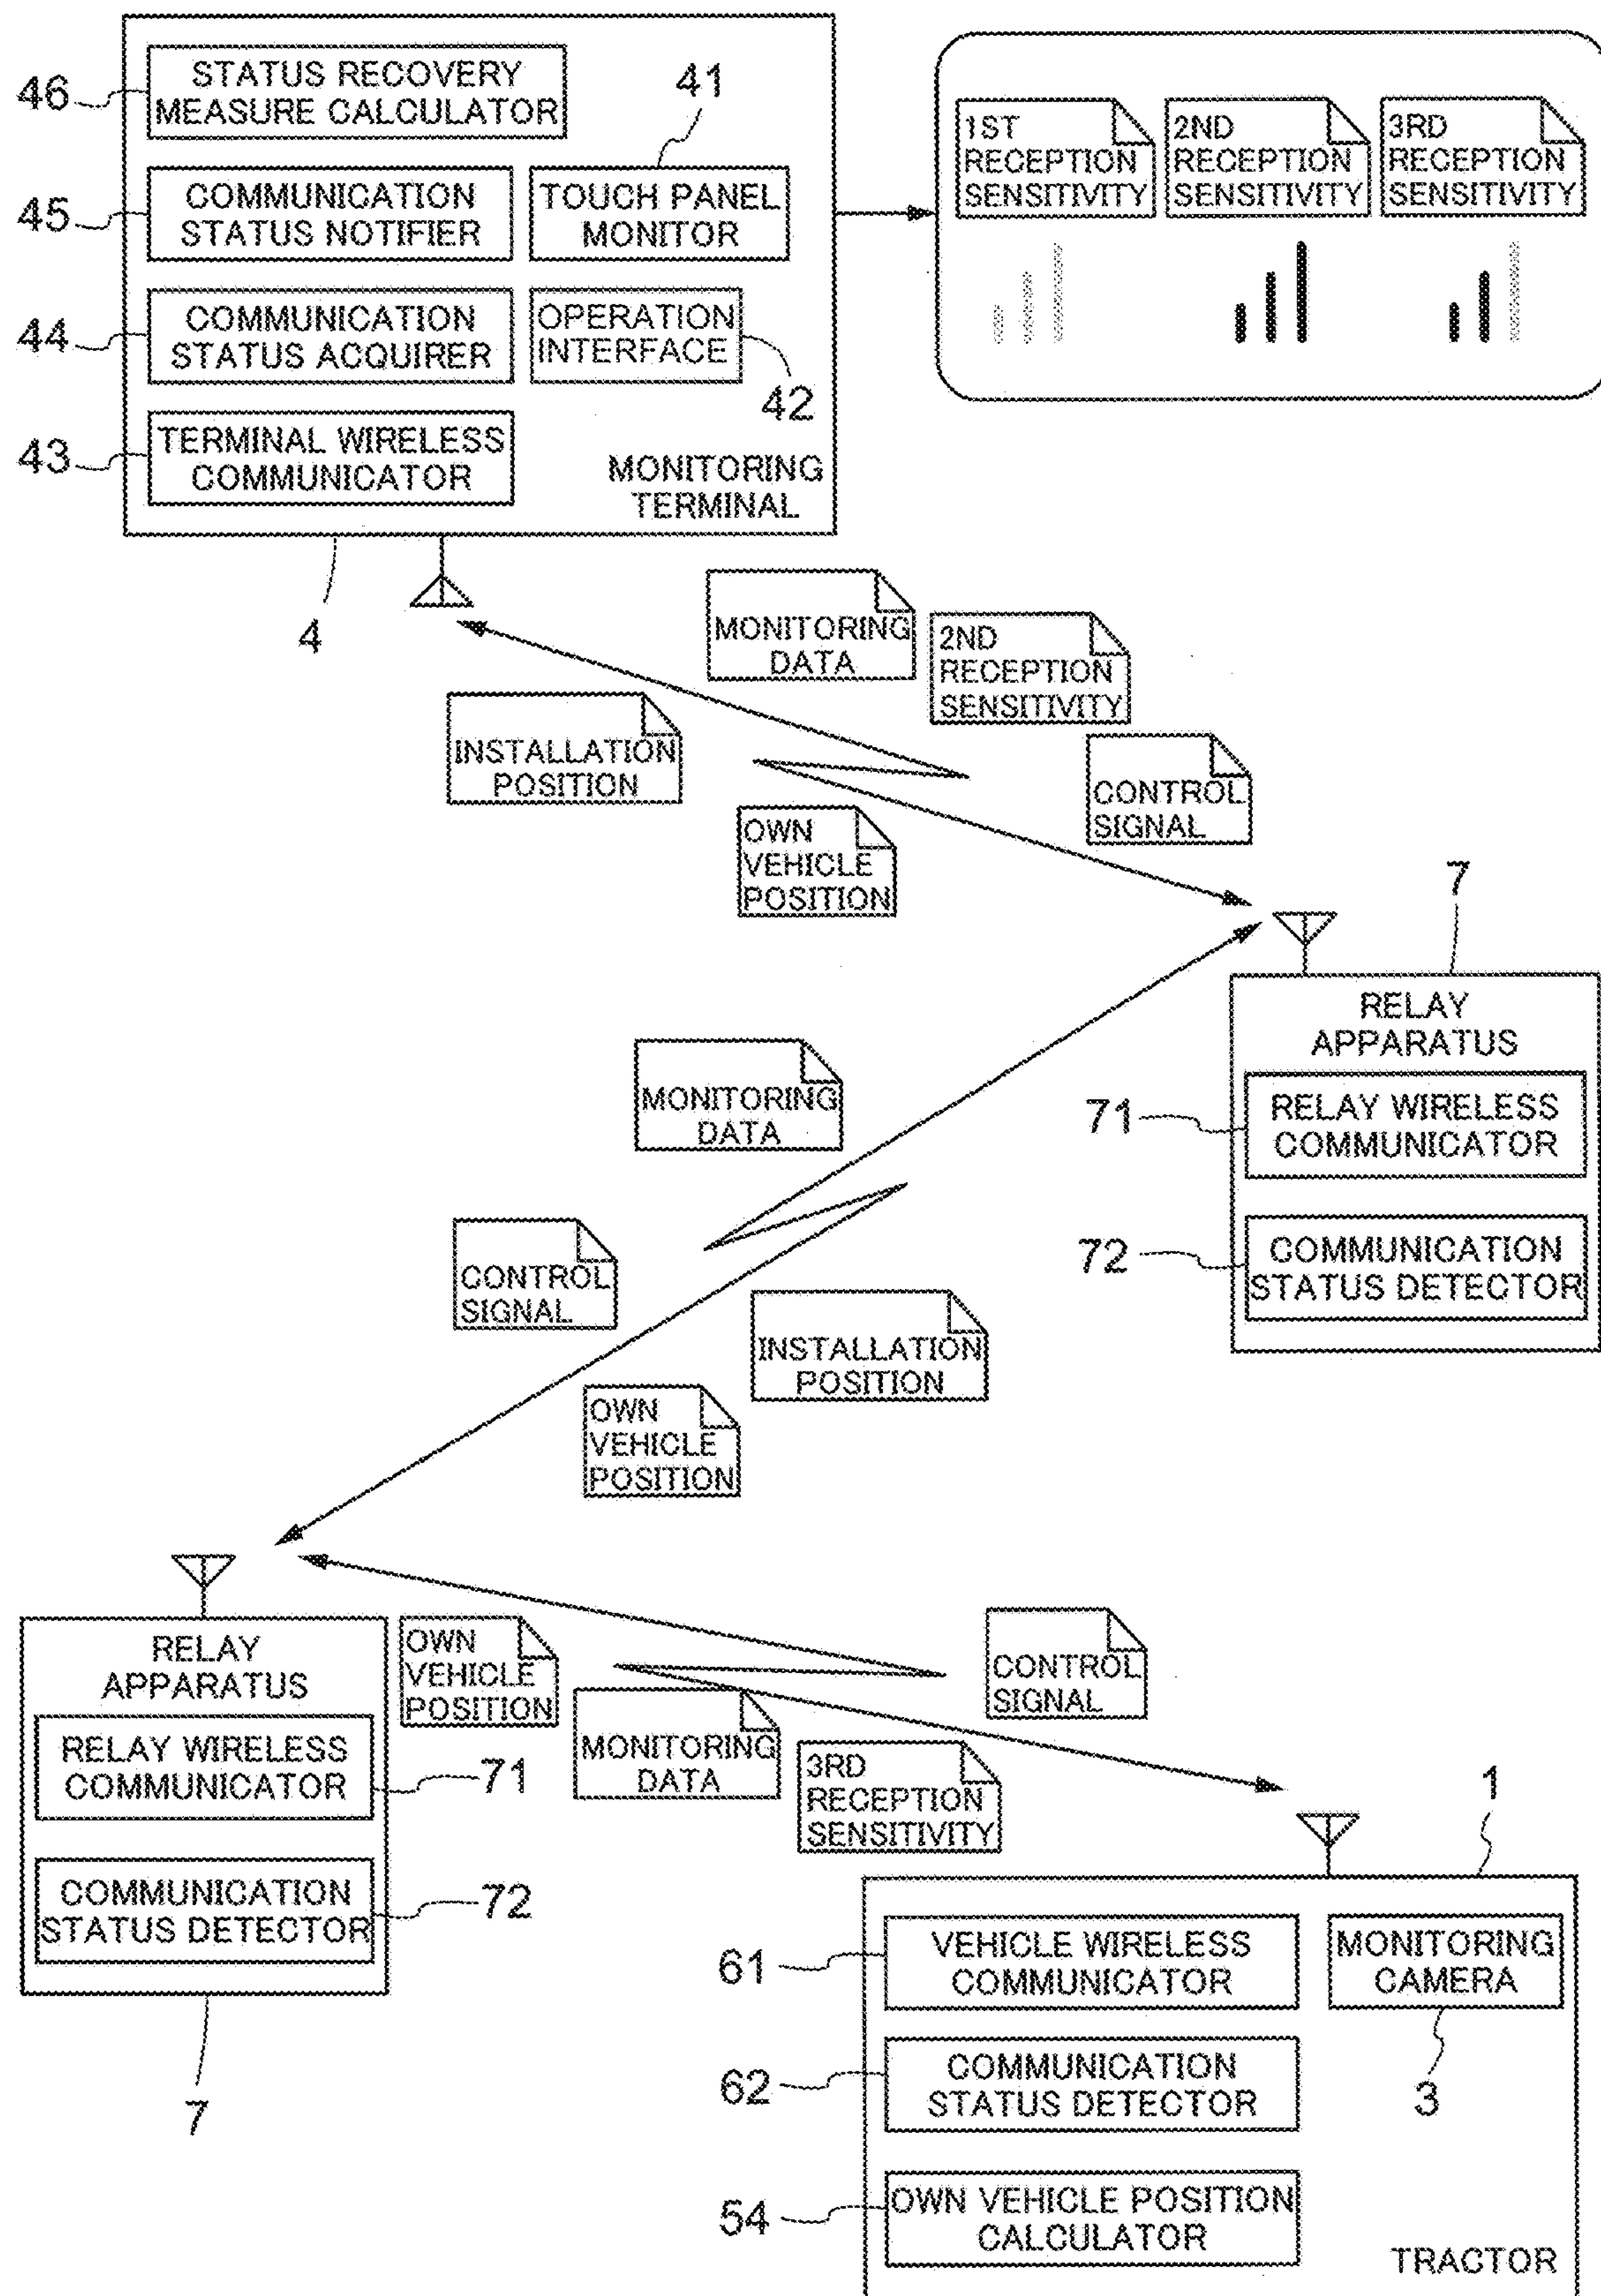 46
STATUS RECOVERY
MEASURE CALCULATOR
41
45
COMMUNICATION
STATUS NOTIFIER
TOUCH PANEL
MONITOR
44
COMMUNICATION
STATUS ACQUIRER
OPERATION
INTERFACE
42
43
TERMINAL WIRELESS
COMMUNICATOR
MONITORING
TERMINAL
4
1ST
RECEPTION
SENSITIVITY
2ND
RECEPTION
SENSITIVITY
3RD
RECEPTION
SENSITIVITY
MONITORING
DATA
2ND
RECEPTION
SENSITIVITY
INSTALLATION
POSITION
CONTROL
SIGNAL
OWN
VEHICLE
POSITION
7
RELAY
APPARATUS
71
RELAY WIRELESS
COMMUNICATOR
72
COMMUNICATION
STATUS DETECTOR
MONITORING
DATA
CONTROL
SIGNAL
INSTALLATION
POSITION
OWN
VEHICLE
POSITION
RELAY
APPARATUS
RELAY WIRELESS
COMMUNICATOR
71
COMMUNICATION
STATUS DETECTOR
72
7
OWN
VEHICLE
POSITION
CONTROL
SIGNAL
MONITORING
DATA
3RD
RECEPTION
SENSITIVITY
1
61
VEHICLE WIRELESS
COMMUNICATOR
MONITORING
CAMERA
3
62
COMMUNICATION
STATUS DETECTOR
54
OWN VEHICLE POSITION
CALCULATOR
TRACTOR